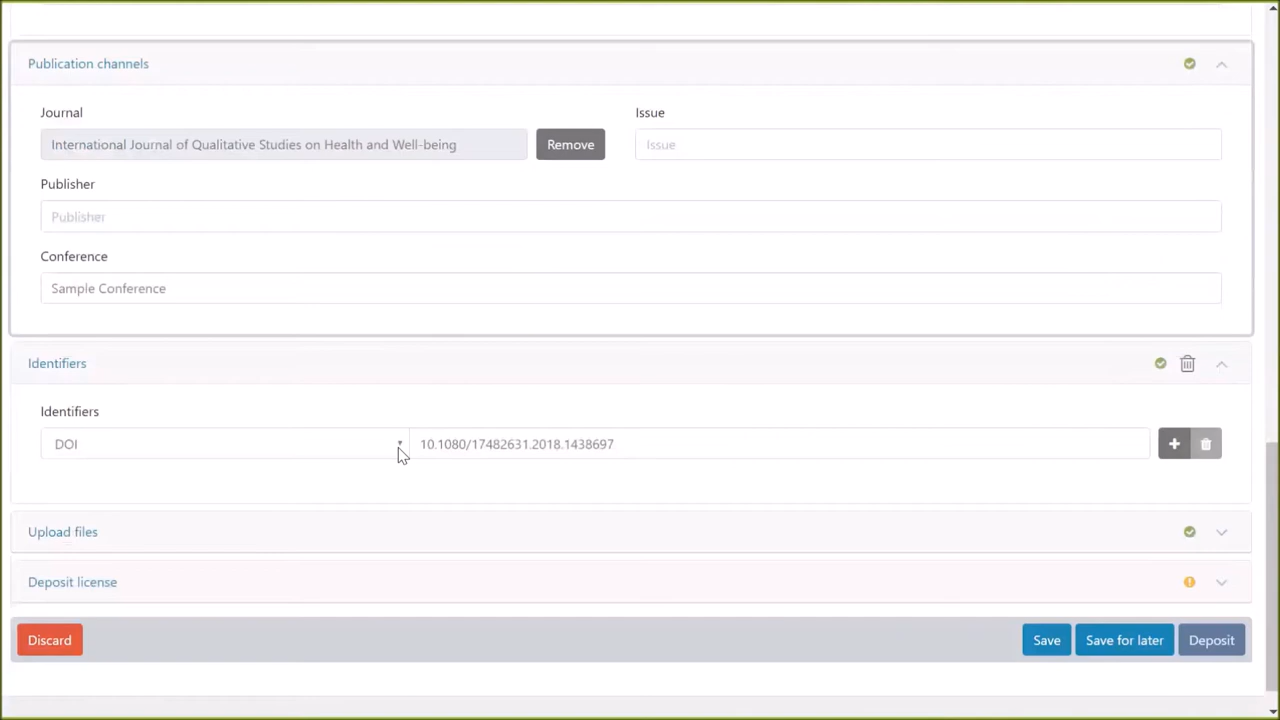 Publication channels
Journal
Issue
International Journal of Qualitative Studies on Health and Well-being
Remove
Issue
Publisher
Publisher
Conference
Sample Conference
Identifiers
Identifiers
DOI
10.1080/17482631.2018.1438697
Upload files
Deposit license
Discard
Save
Save for later
Deposit